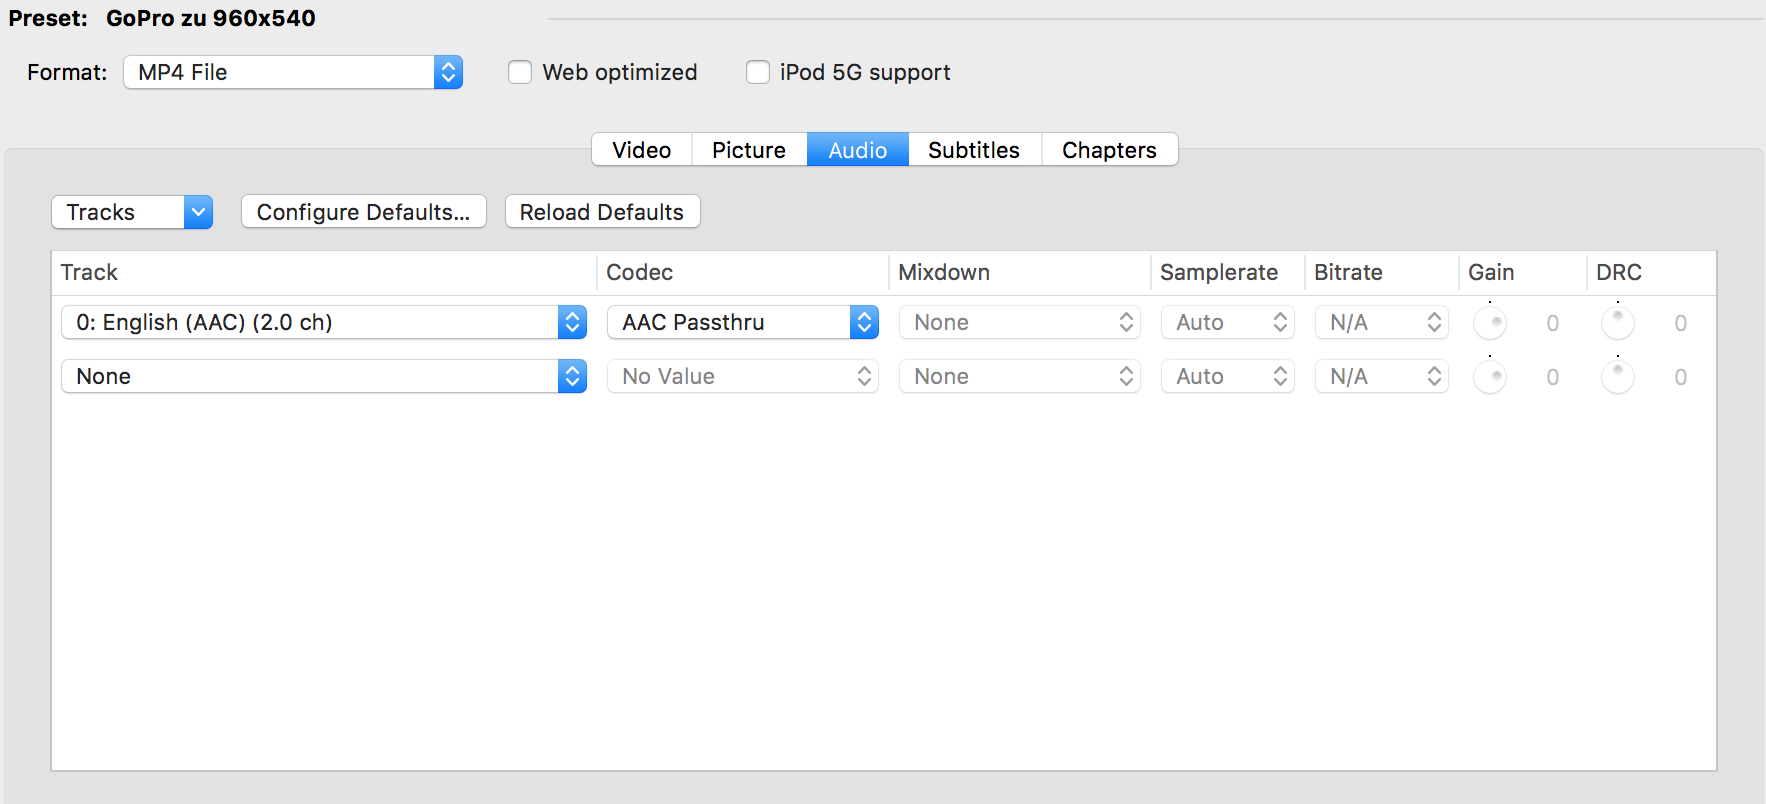 Preset: GoPro zu 960x540
Format: MP4 File Web optimized iPod 5G support
Video Picture Audio Subtitles Chapters
Tracks Configure Defaults... Reload Defaults
Track Codec Mixdown Samplerate Bitrate Gain DRC
0: English (AAC) (2.0 ch) AAC Passthru None Auto N/A 0 0
None No Value None Auto N/A 0 0